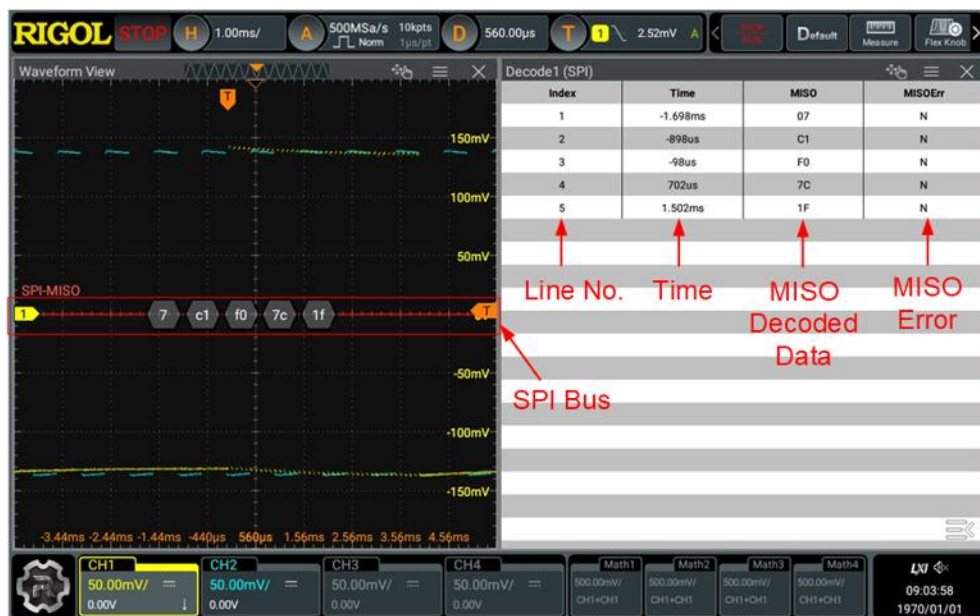 RIGOL STOP H 1.00ms/ A 500MSa/s 10kpts Norm 1µs/pt D 560.00µs T 1 2.52mV A < STOP RUN Default Measure Flex Knob >
Waveform View
Decode1 (SPI)
Index Time MISO MISOErr
1 -1.698ms 07 N
2 -898us C1 N
3 -98us F0 N
4 702us 7C N
5 1.502ms 1F N
T
150mV
100mV
50mV
SPI-MISO
1 7 c1 f0 7c 1f T
-50mV
-100mV
-150mV
-3.44ms -2.44ms -1.44ms -440µs 560µs 1.56ms 2.56ms 3.56ms 4.56ms
Line No. Time MISO Decoded Data MISO Error
SPI Bus
CH1 CH2 CH3 CH4 Math1 Math2 Math3 Math4
50.00mV/ 50.00mV/ 50.00mV/ 50.00mV/ 500.00mV/ 500.00mV/ 500.00mV/ 500.00mV/
0.00V 0.00V 0.00V 0.00V CH1+CH1 CH1+CH1 CH1+CH1 CH1+CH1
LXI
09:03:58
1970/01/01